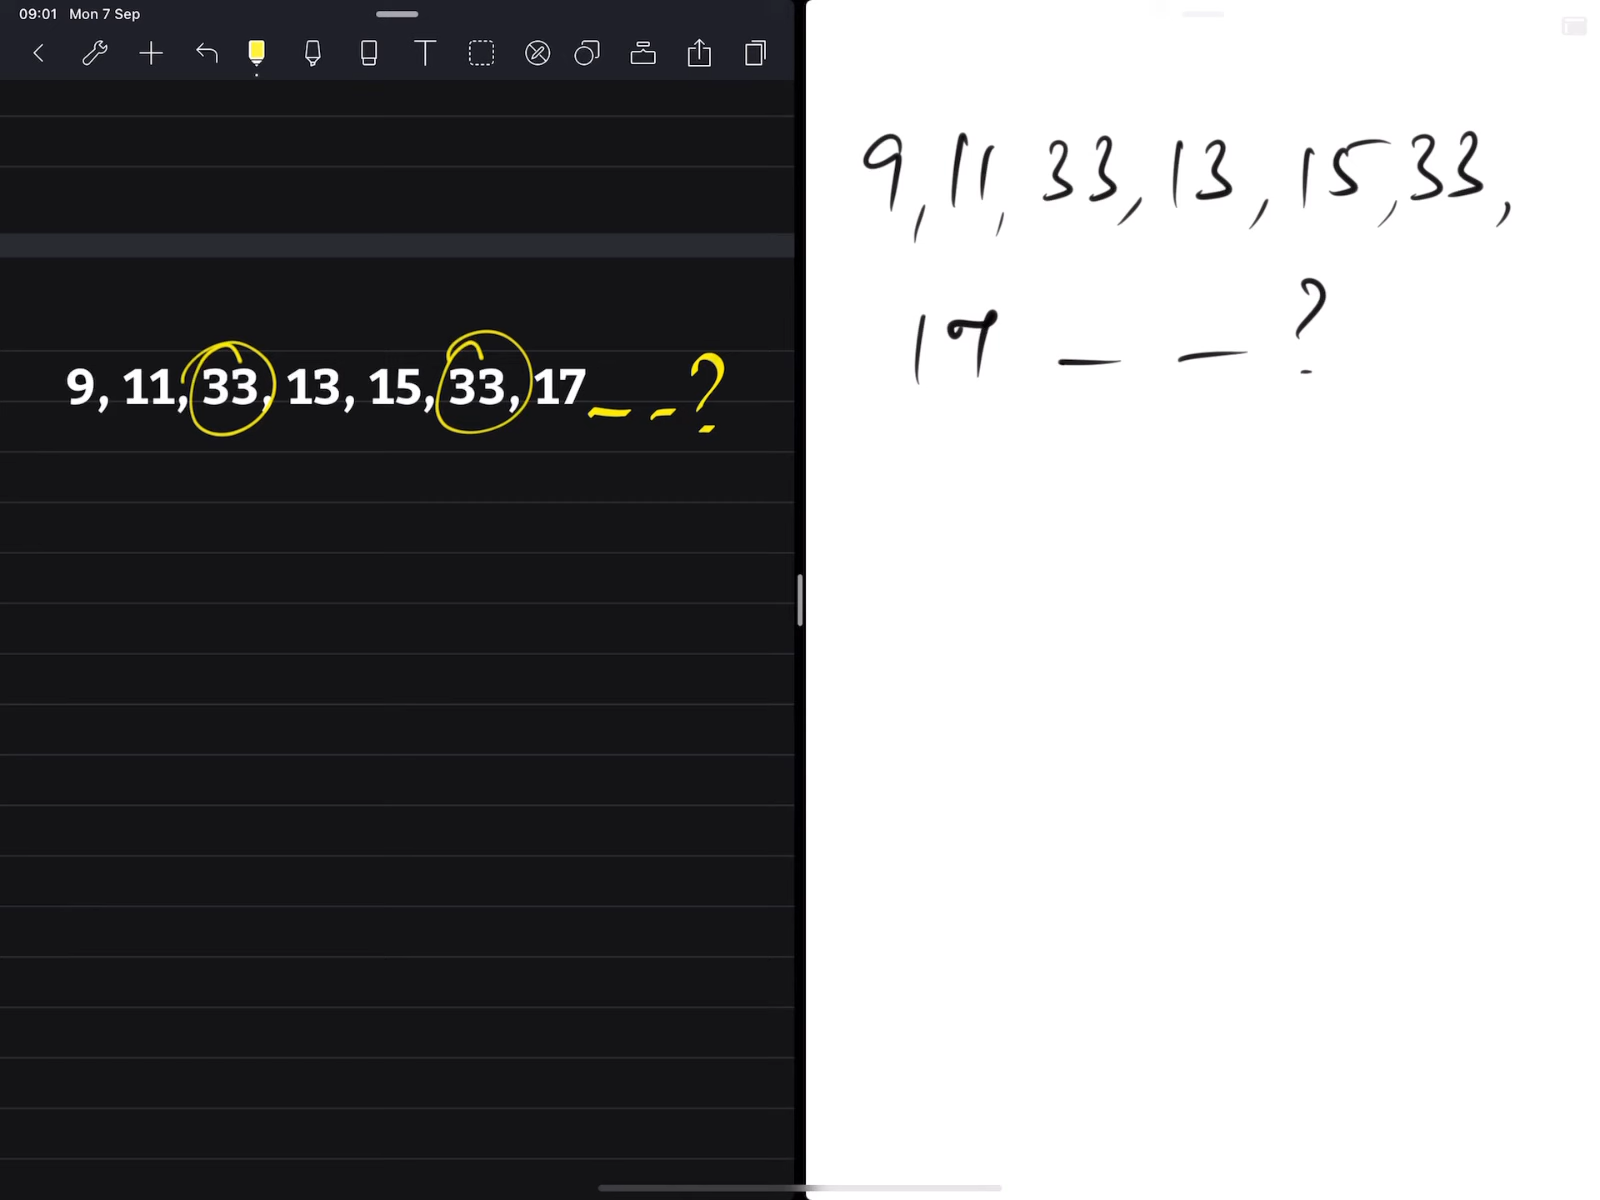 09:01 Mon 7 Sep
T
9, 11, 33, 13, 15, 33, 17 _ _ ?
9, 11, 33, 13, 15, 33,
17 _ _ ?